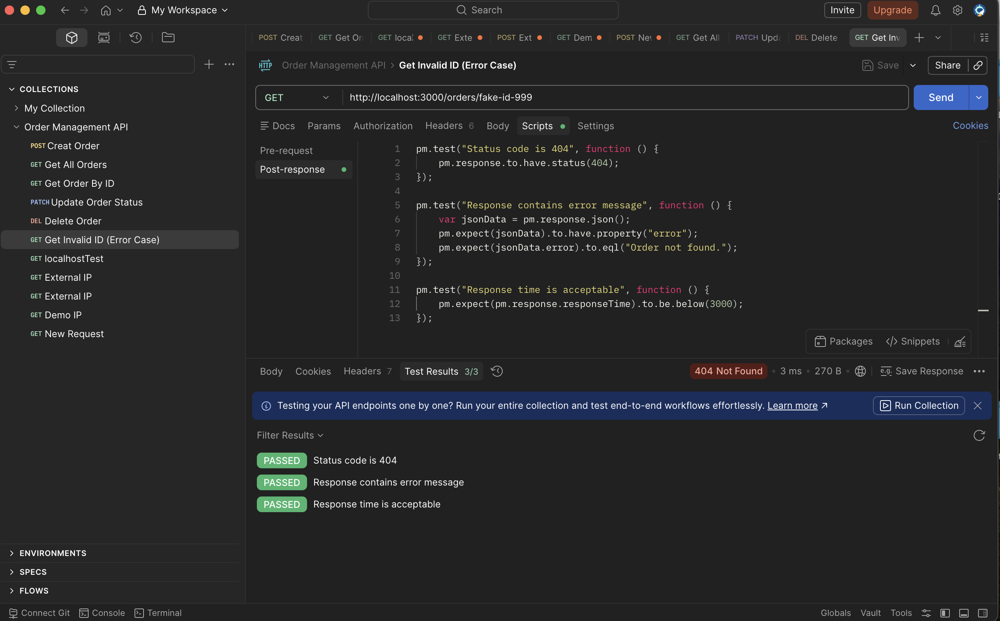 My Workspace
Search
Invite
Upgrade
POST Creat
GET Get Or
GET local
GET Exte
POST Ext
GET Dem
POST Ne
GET Get All
PATCH Upda
DEL Delete
GET Get Inv
COLLECTIONS
My Collection
Order Management API
POST Creat Order
GET Get All Orders
GET Get Order By ID
PATCH Update Order Status
DEL Delete Order
GET Get Invalid ID (Error Case)
GET localhostTest
GET External IP
GET External IP
GET Demo IP
GET New Request
ENVIRONMENTS
SPECS
FLOWS
HTTP Order Management API > Get Invalid ID (Error Case)
Save
Share
GET http://localhost:3000/orders/fake-id-999
Send
Docs Params Authorization Headers 6 Body Scripts Settings
Cookies
Pre-request
Post-response
1 pm.test("Status code is 404", function () {
2 pm.response.to.have.status(404);
3 });
4
5 pm.test("Response contains error message", function () {
6 var jsonData = pm.response.json();
7 pm.expect(jsonData).to.have.property("error");
8 pm.expect(jsonData.error).to.eql("Order not found.");
9 });
10
11 pm.test("Response time is acceptable", function () {
12 pm.expect(pm.response.responseTime).to.be.below(3000);
13 });
Packages </> Snippets
Body Cookies Headers 7 Test Results 3/3
404 Not Found • 3 ms • 270 B • e.g. Save Response
Testing your API endpoints one by one? Run your entire collection and test end-to-end workflows effortlessly. Learn more ↗
Run Collection
Filter Results
PASSED Status code is 404
PASSED Response contains error message
PASSED Response time is acceptable
Connect Git Console Terminal
Globals Vault Tools